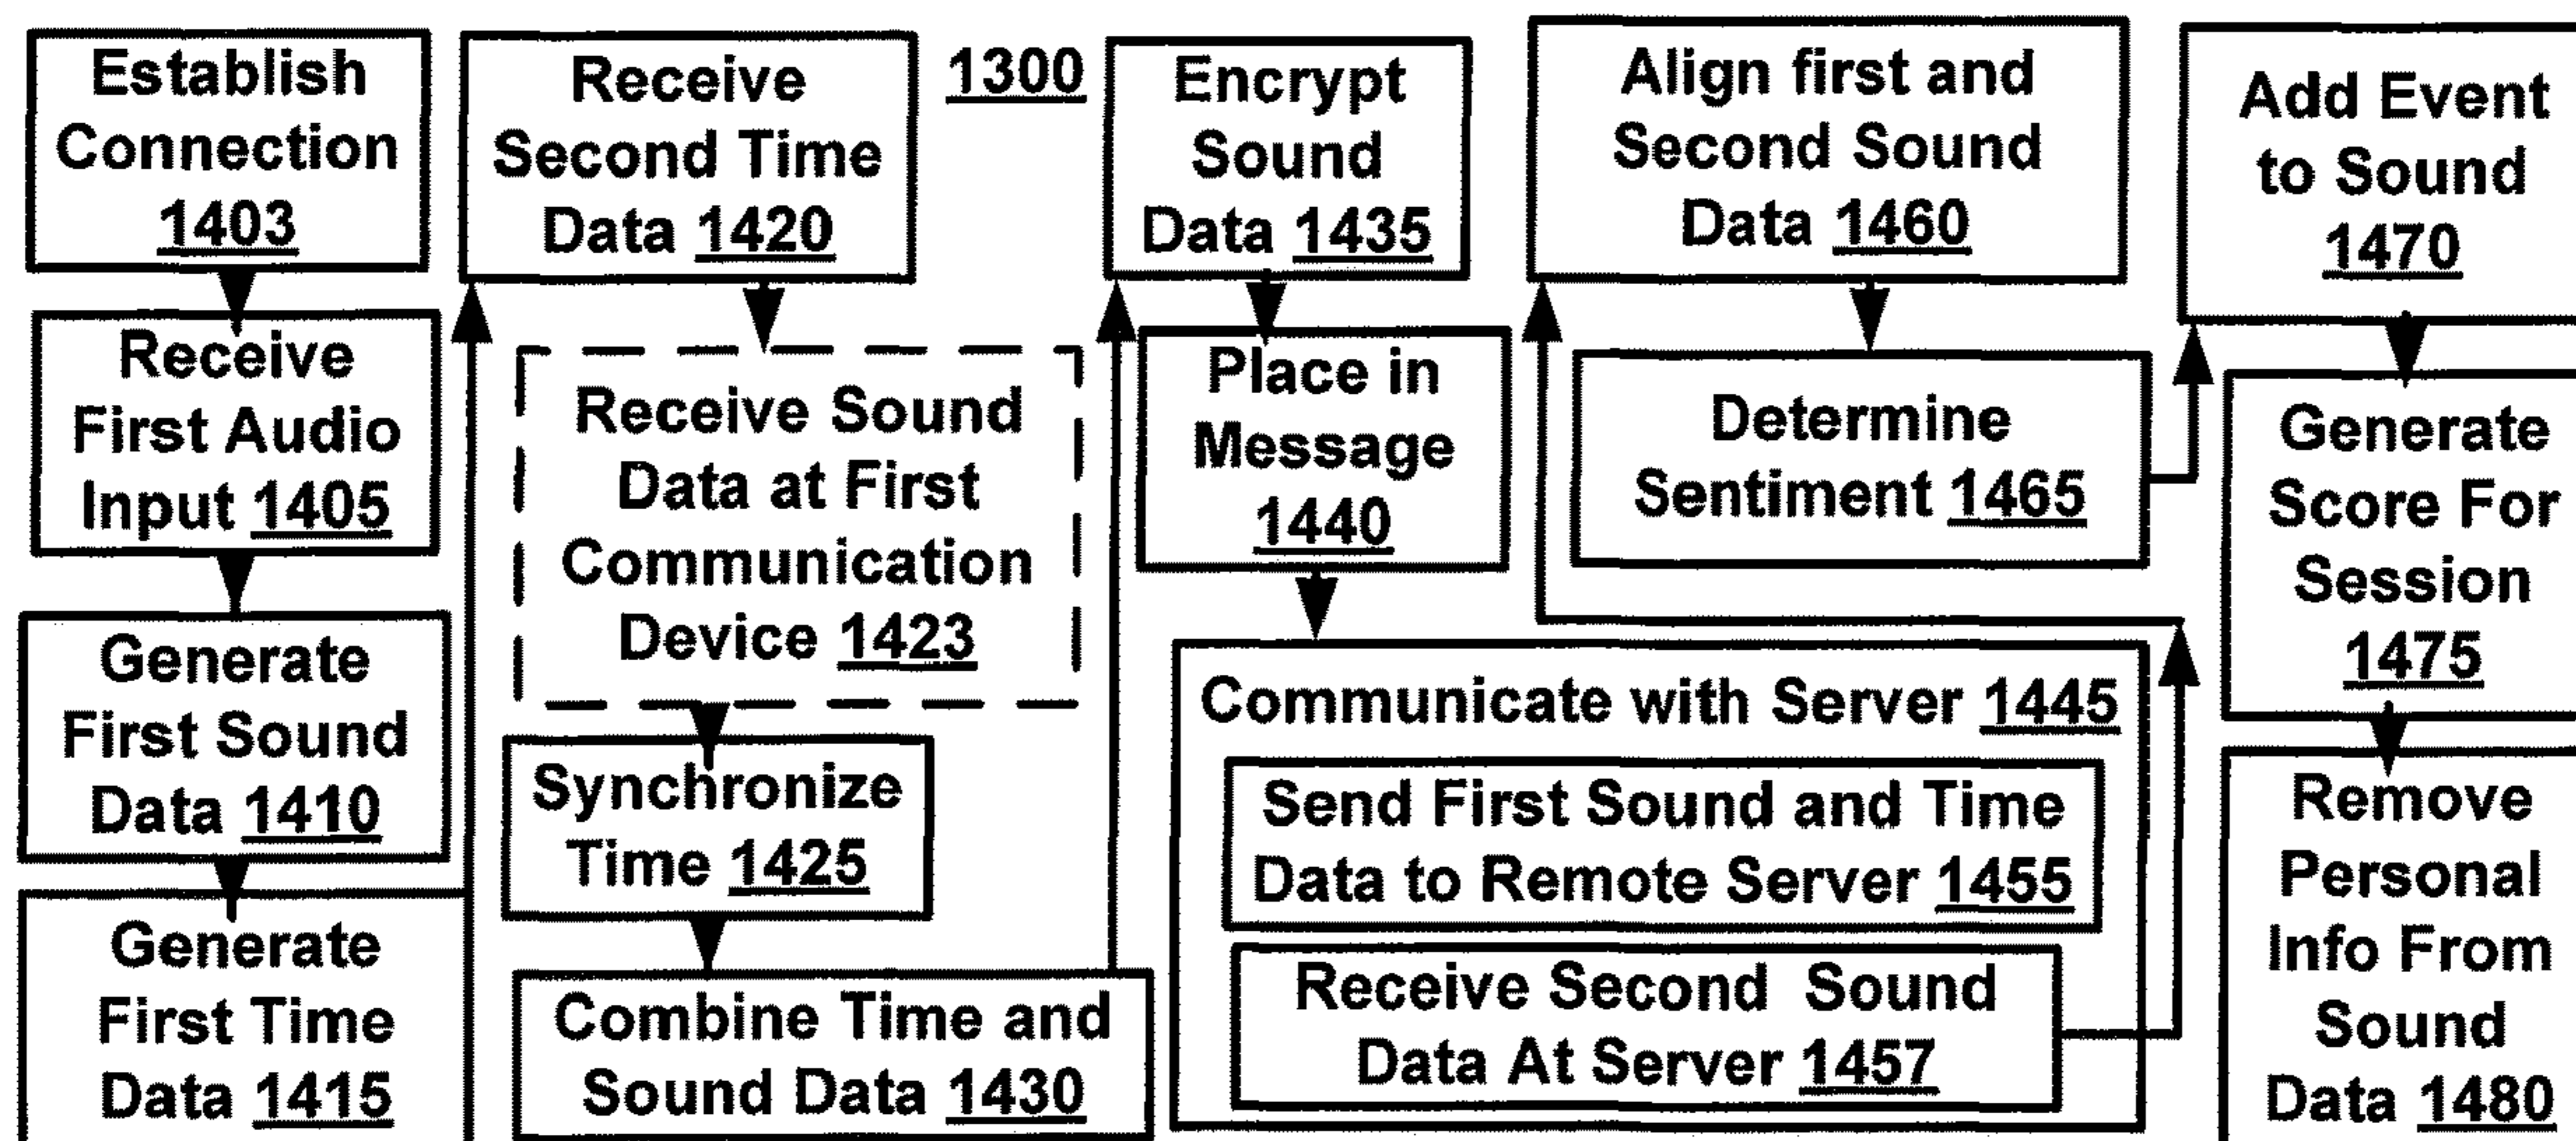 Establish
Connection
1403
Receive
First Audio
Input 1405
Generate
First Sound
Data 1410
Generate
First Time
Data 1415
Receive
Second Time
Data 1420
1300
Receive Sound
Data at First
Communication
Device 1423
Synchronize
Time 1425
Combine Time and
Sound Data 1430
Encrypt
Sound
Data 1435
Place in
Message
1440
Communicate with Server 1445
Send First Sound and Time
Data to Remote Server 1455
Receive Second Sound
Data At Server 1457
Align first and
Second Sound
Data 1460
Determine
Sentiment 1465
Add Event
to Sound
1470
Generate
Score For
Session
1475
Remove
Personal
Info From
Sound
Data 1480